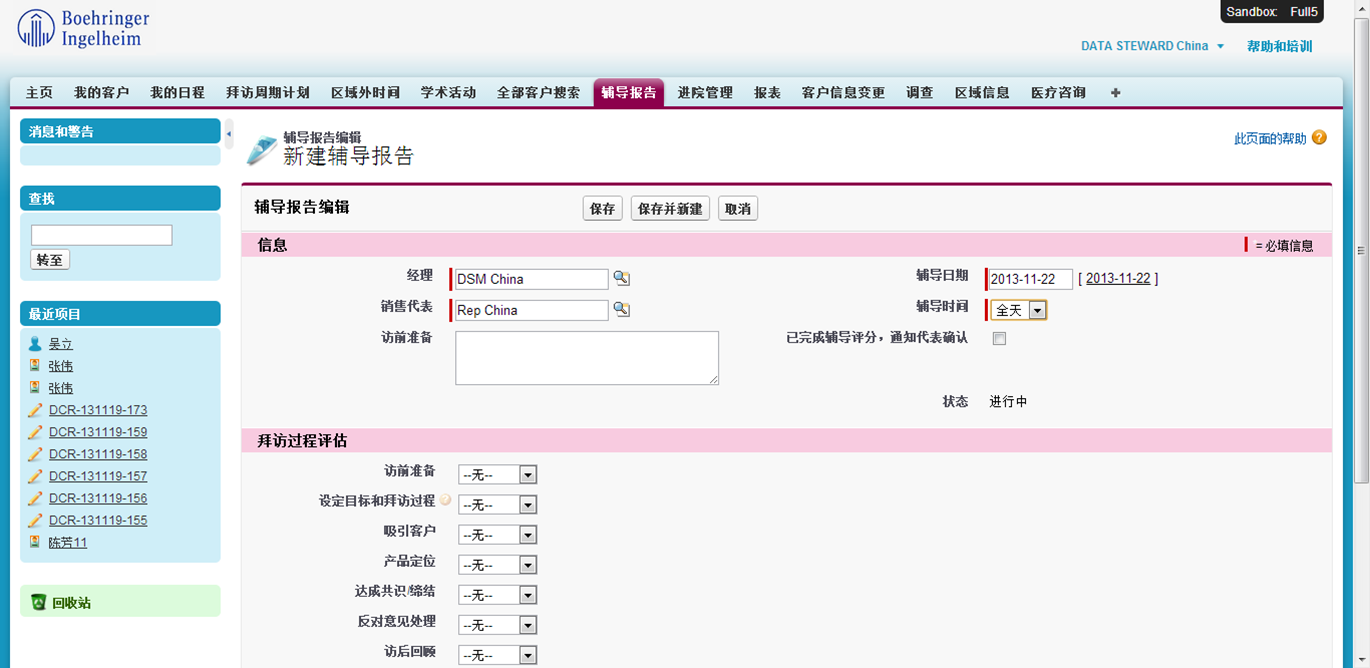 Boehringer
Ingelheim
Sandbox: Full5
DATA STEWARD China 帮助和培训
主页 我的客户 我的日程 拜访周期计划 区域外时间 学术活动 全部客户搜索 辅导报告 进院管理 报表 客户信息变更 调查 区域信息 医疗咨询 +
消息和警告
查找
转至
最近项目
吴立
张伟
张伟
DCR-131119-173
DCR-131119-159
DCR-131119-158
DCR-131119-157
DCR-131119-156
DCR-131119-155
陈芳11
回收站
辅导报告编辑
新建辅导报告
此页面的帮助 ?
辅导报告编辑 保存 保存并新建 取消
信息 = 必填信息
经理 DSM China 辅导日期 2013-11-22 [ 2013-11-22 ]
销售代表 Rep China 辅导时间 全天
访前准备 已完成辅导评分，通知代表确认
状态 进行中
拜访过程评估
访前准备 --无--
设定目标和拜访过程 --无--
吸引客户 --无--
产品定位 --无--
达成共识/缔结 --无--
反对意见处理 --无--
访后回顾 --无--